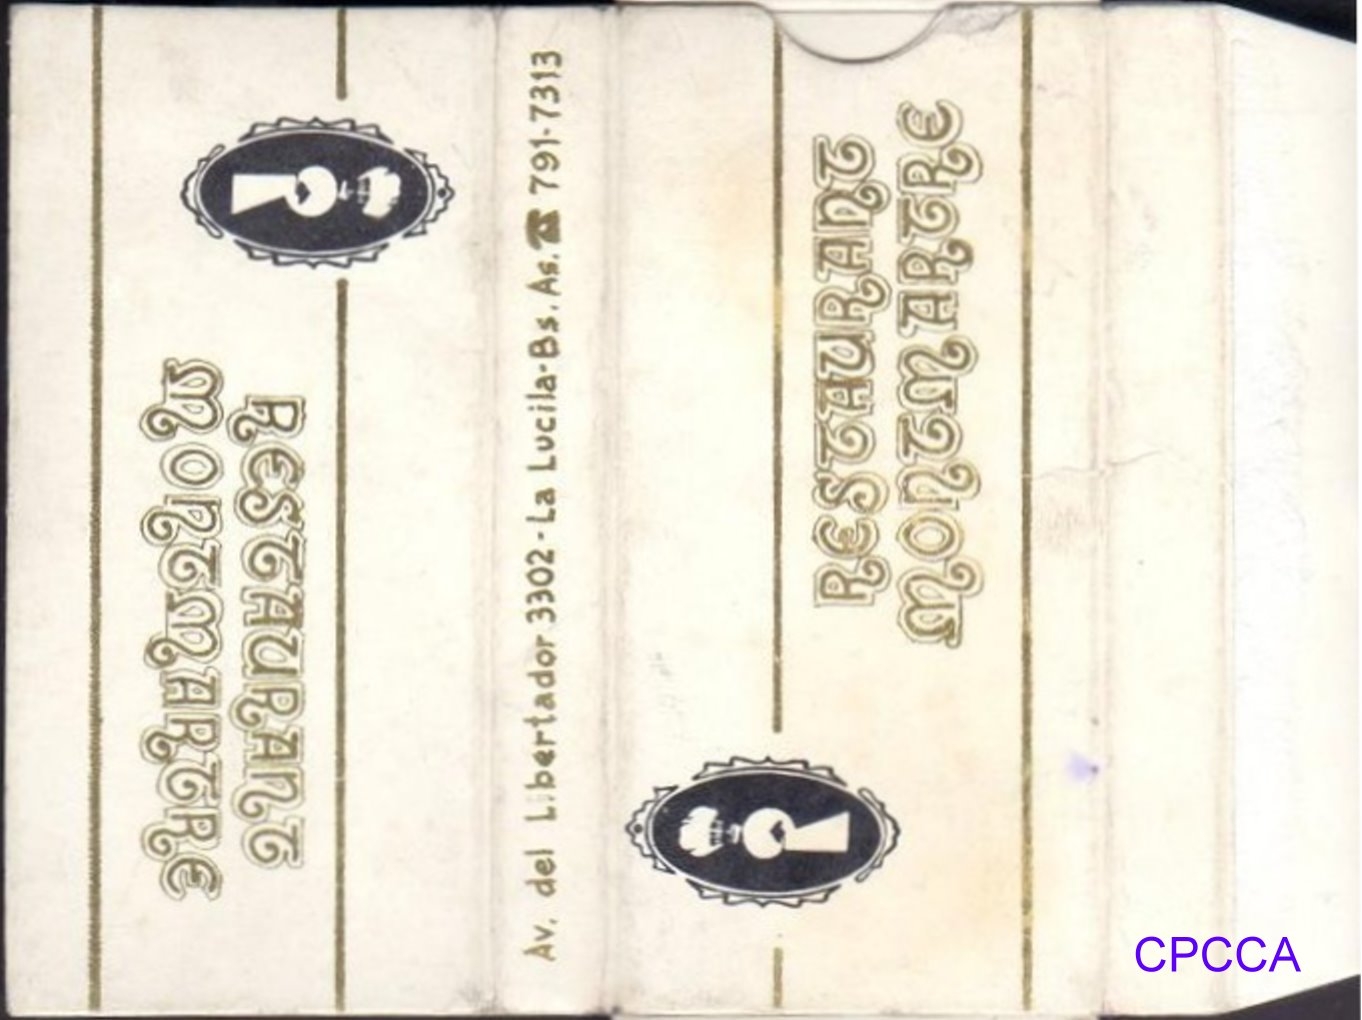 RESTAURANT
MONTMARTRE
Av. del Libertador 3302 - La Lucila - Bs. As. ☎ 791-7313
RESTAURANT
MONTMARTRE
CPCCA